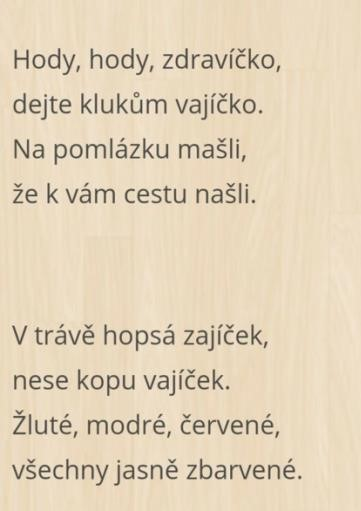 Hody, hody, zdravíčko,
dejte klukům vajíčko.
Na pomlázku mašli,
že k vám cestu našli.
V trávě hopsá zajíček,
nese kopu vajíček.
Žluté, modré, červené,
všechny jasně zbarvené.